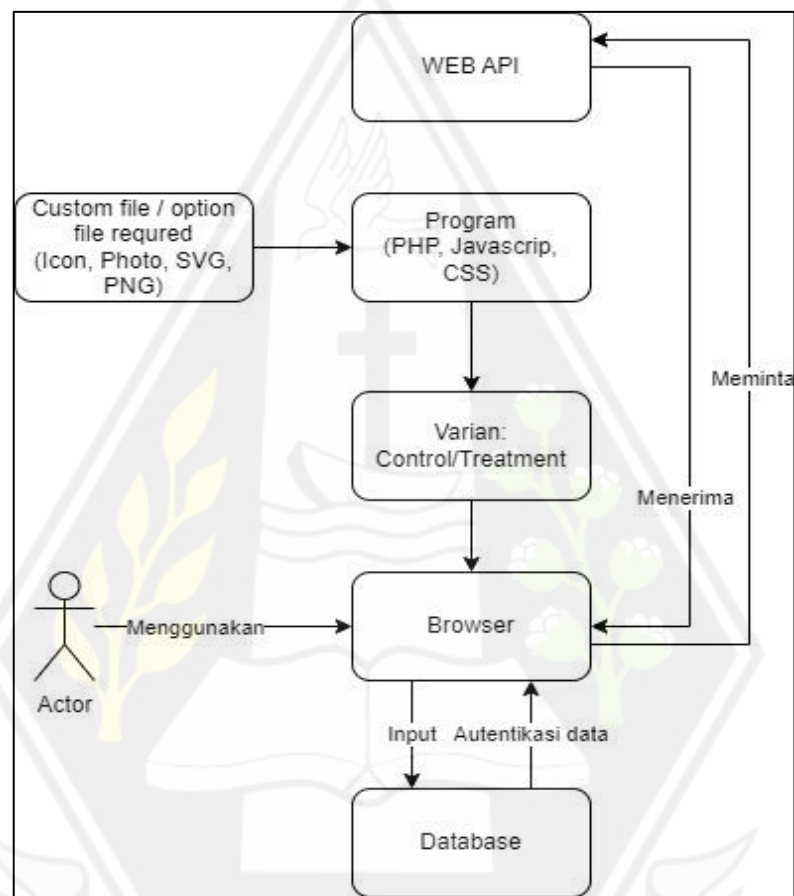 WEB API
Custom file / option
file requred
(Icon, Photo, SVG,
PNG)
Program
(PHP, Javascrip,
CSS)
Meminta
Varian:
Control/Treatment
Menerima
Menggunakan
Browser
Actor
Input
Autentikasi data
Database